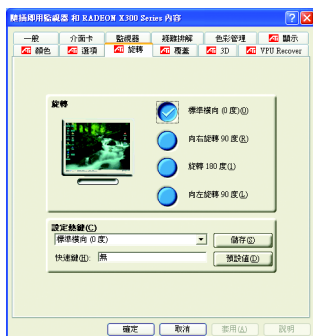 隨插即用監視器 和 RADEON X300 Series 內容
一般 介面卡 監視器 疑難排解 色彩管理 顯示
顏色 選項 旋轉 覆蓋 3D VPU Recover
旋轉
標準橫向 (0 度)(O)
向右旋轉 90 度(R)
旋轉 180 度(1)
向左旋轉 90 度(L)
設定熱鍵(C)
標準橫向 (0 度)
儲存(S)
快速鍵(H): 無
預設值(D)
確定 取消 套用(A) 說明